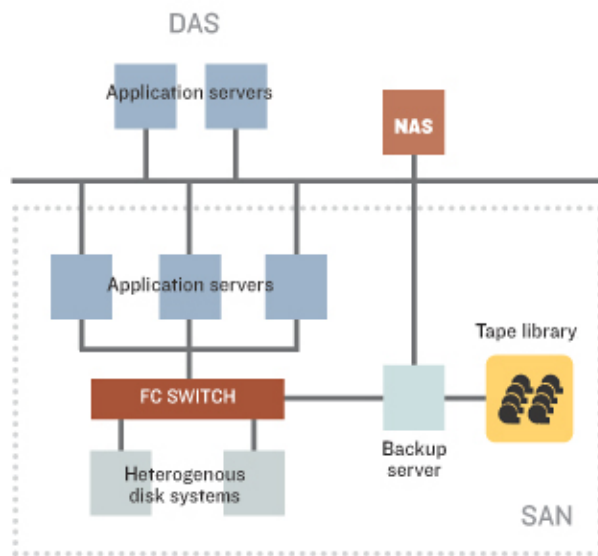 DAS
Application servers
NAS
Application servers
Tape library
FC SWITCH
Backup
server
Heterogenous
disk systems
SAN